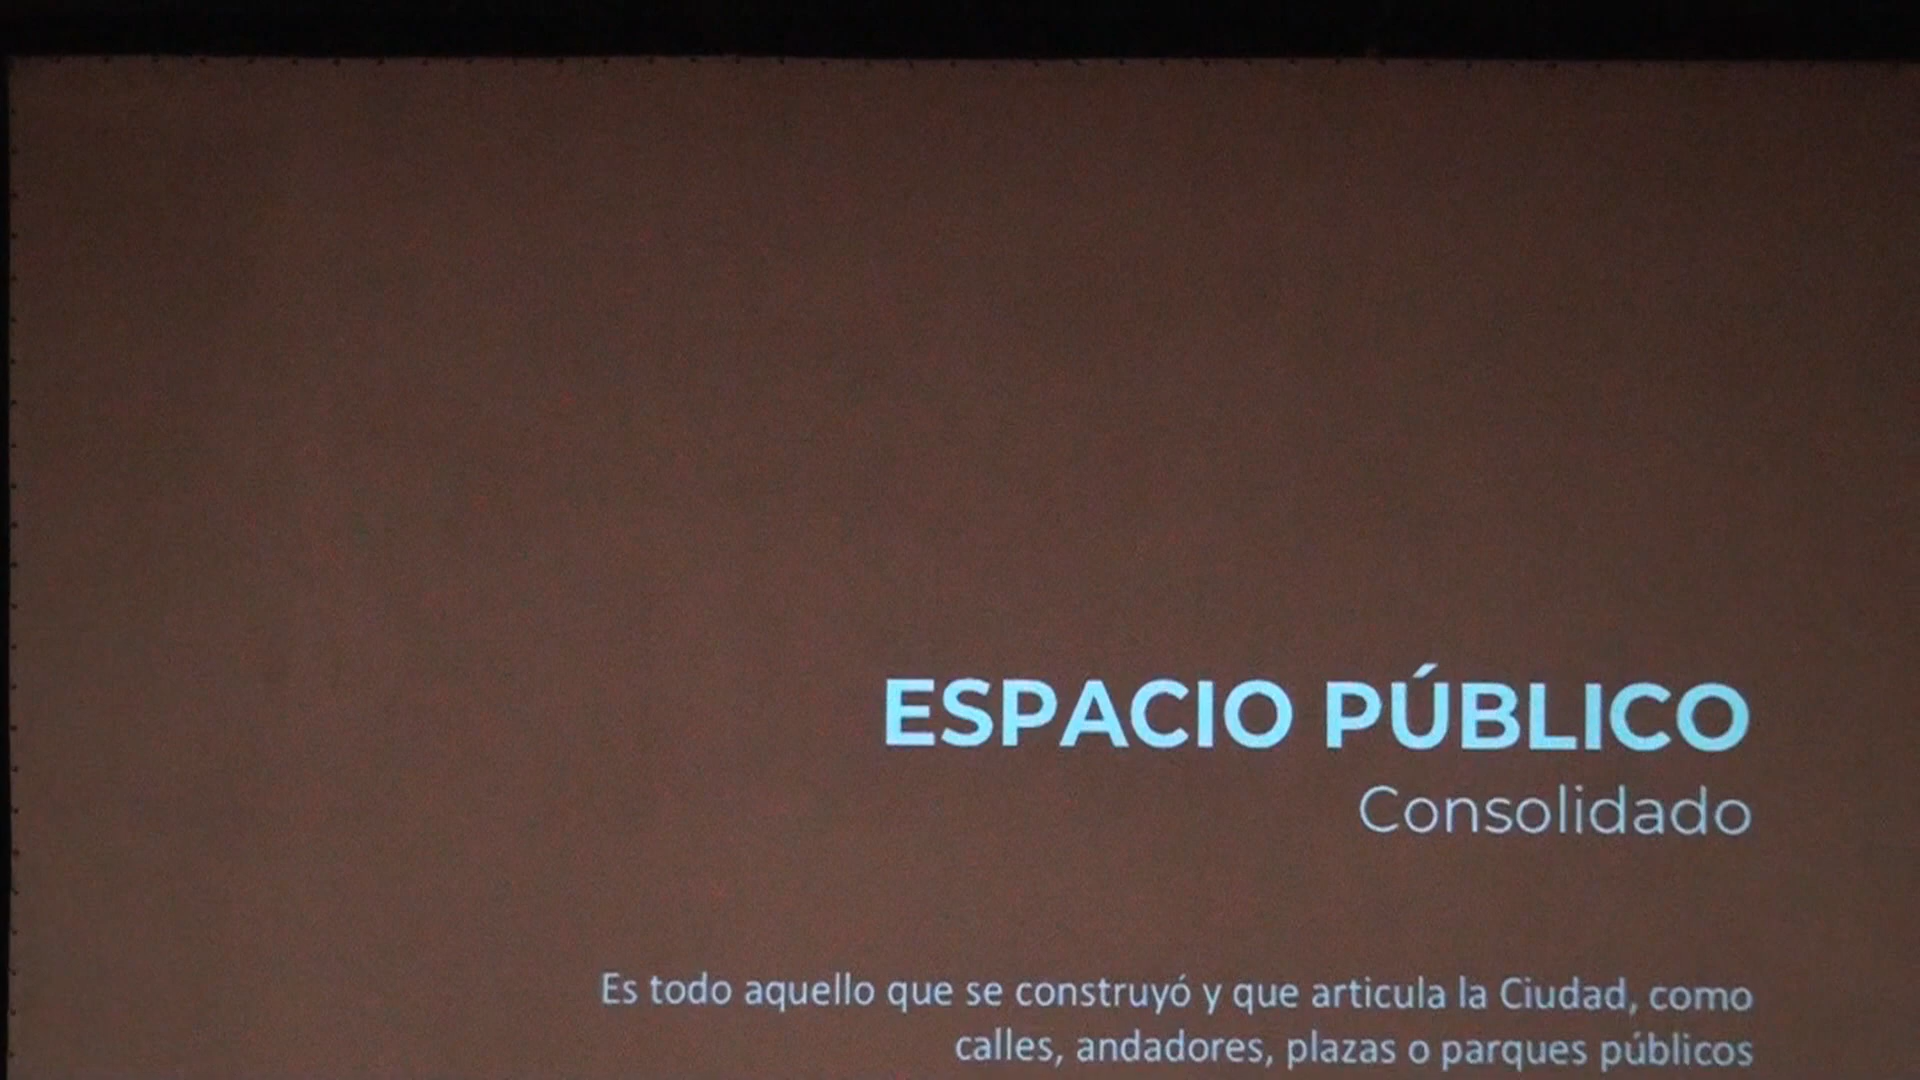 ESPACIO PÚBLICO
Consolidado
Es todo aquello que se construyó y que articula la Ciudad, como
calles, andadores, plazas o parques públicos